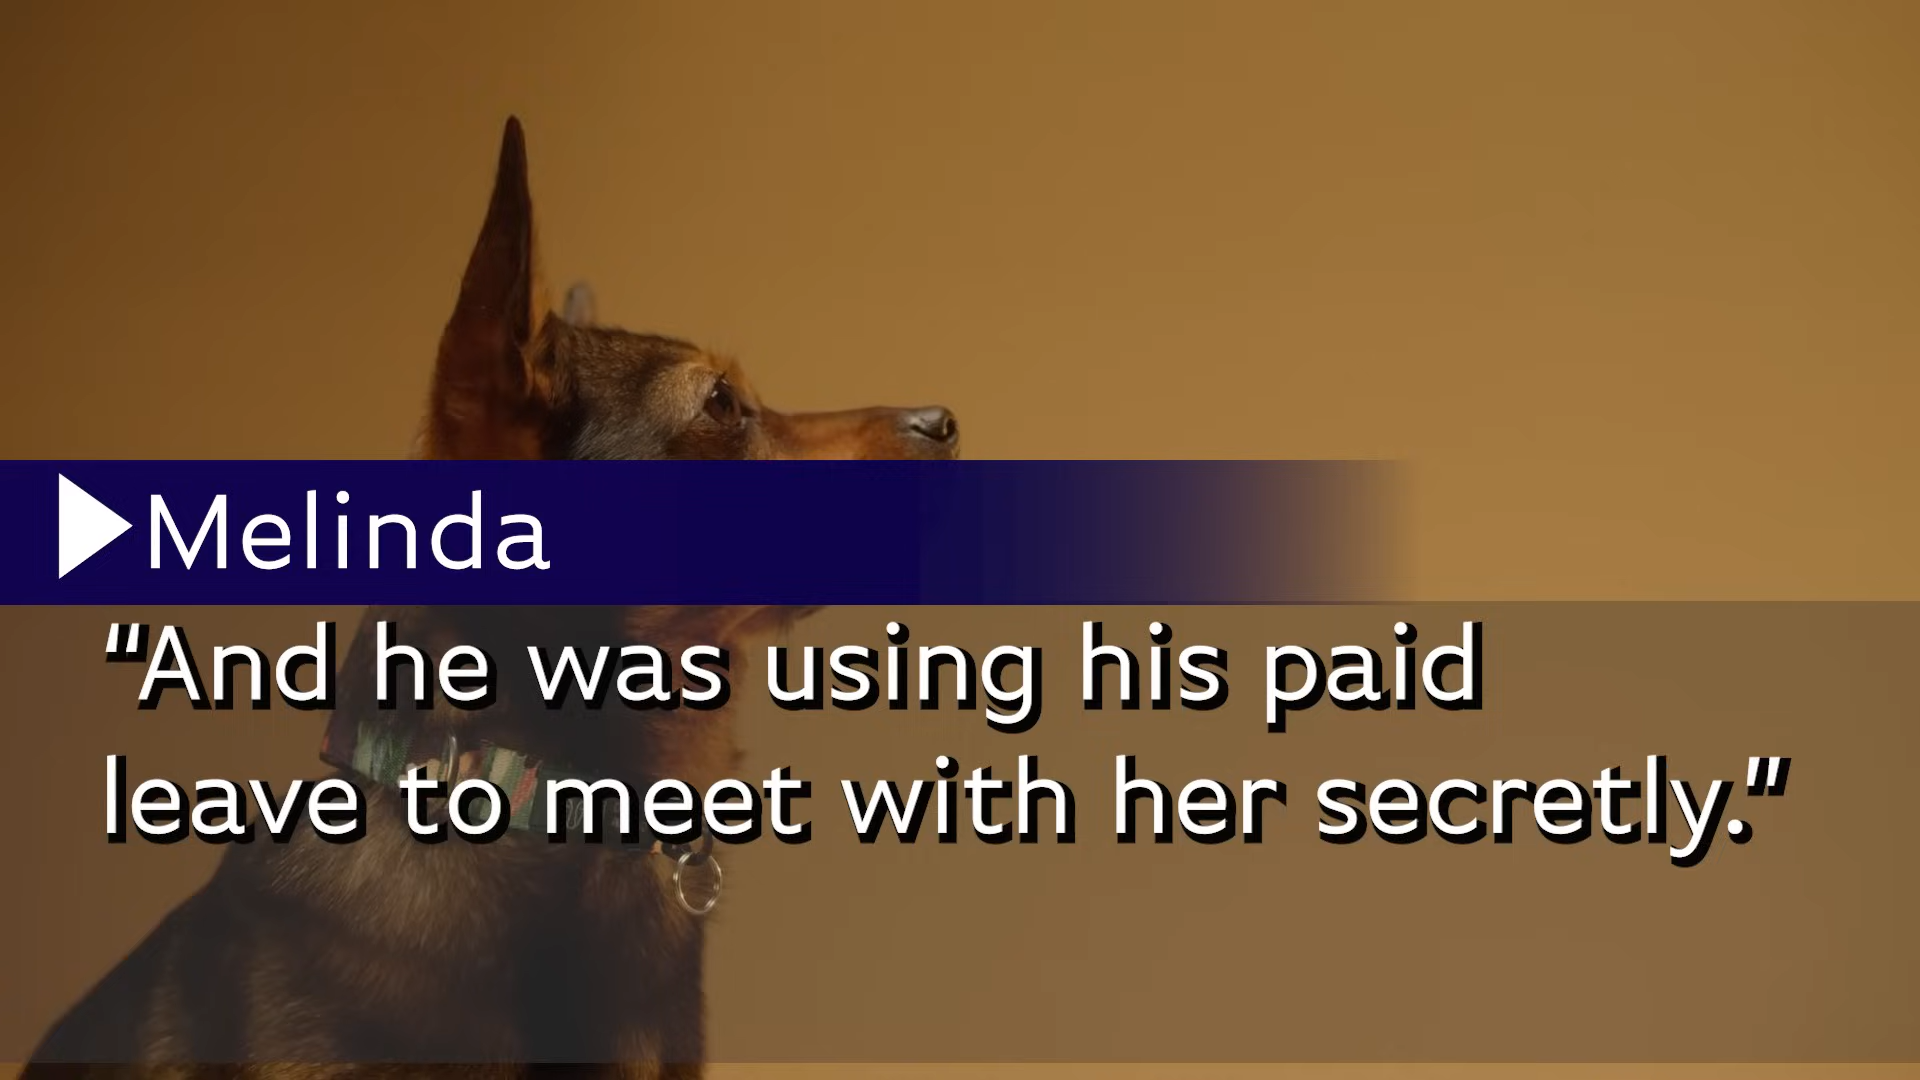 Melinda
"And he was using his paid
leave to meet with her secretly."